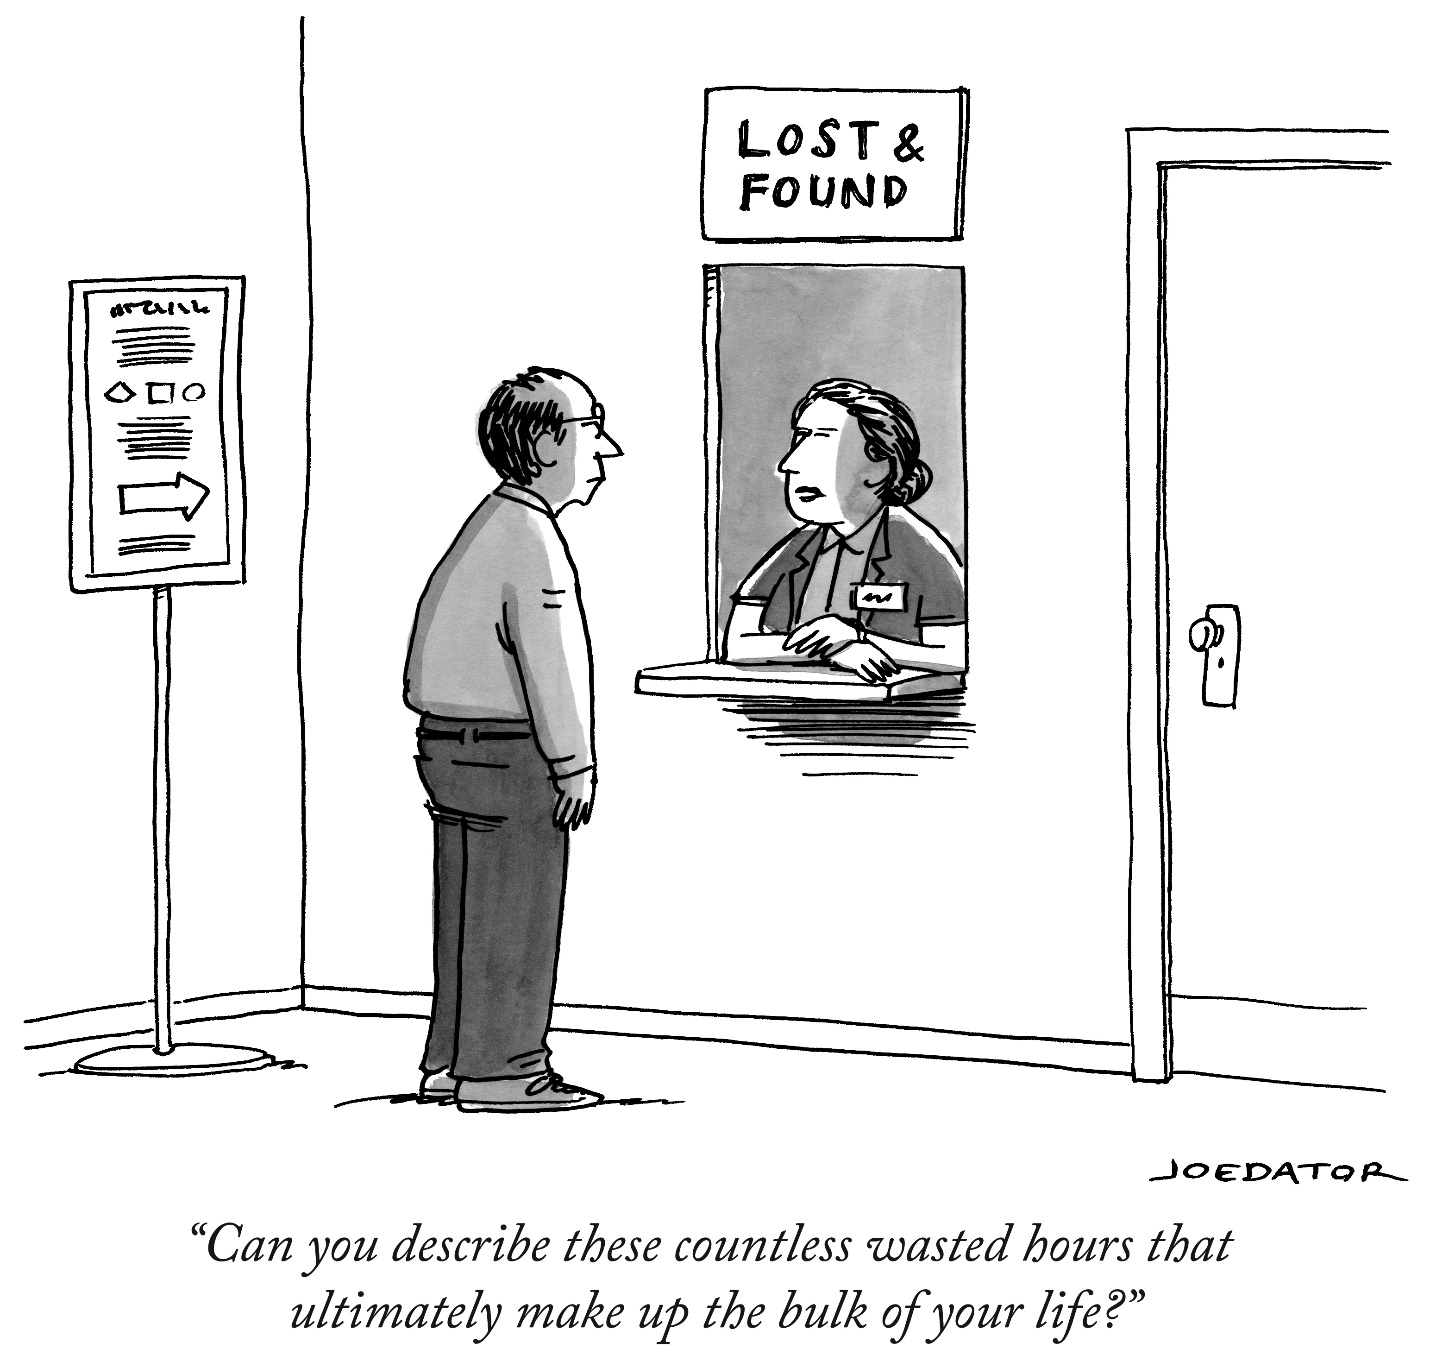 LOST &
FOUND
JOEDATOR
“Can you describe these countless wasted hours that
ultimately make up the bulk of your life?”